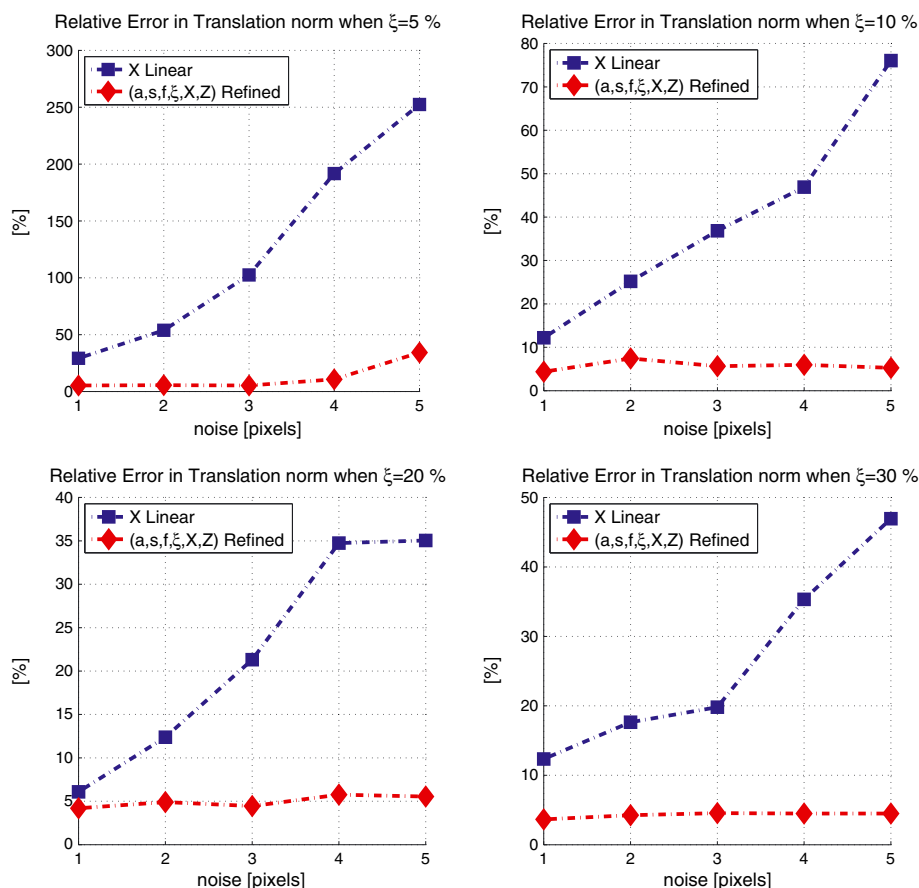 Relative Error in Translation norm when ξ=5 %
300
250
200
150
100
50
0
[%]
X Linear
(a,s,f,ξ,X,Z) Refined
1 2 3 4 5
noise [pixels]
Relative Error in Translation norm when ξ=10 %
80
70
60
50
40
30
20
10
0
[%]
X Linear
(a,s,f,ξ,X,Z) Refined
1 2 3 4 5
noise [pixels]
Relative Error in Translation norm when ξ=20 %
40
35
30
25
20
15
10
5
0
[%]
X Linear
(a,s,f,ξ,X,Z) Refined
1 2 3 4 5
noise [pixels]
Relative Error in Translation norm when ξ=30 %
50
40
30
20
10
0
[%]
X Linear
(a,s,f,ξ,X,Z) Refined
1 2 3 4 5
noise [pixels]